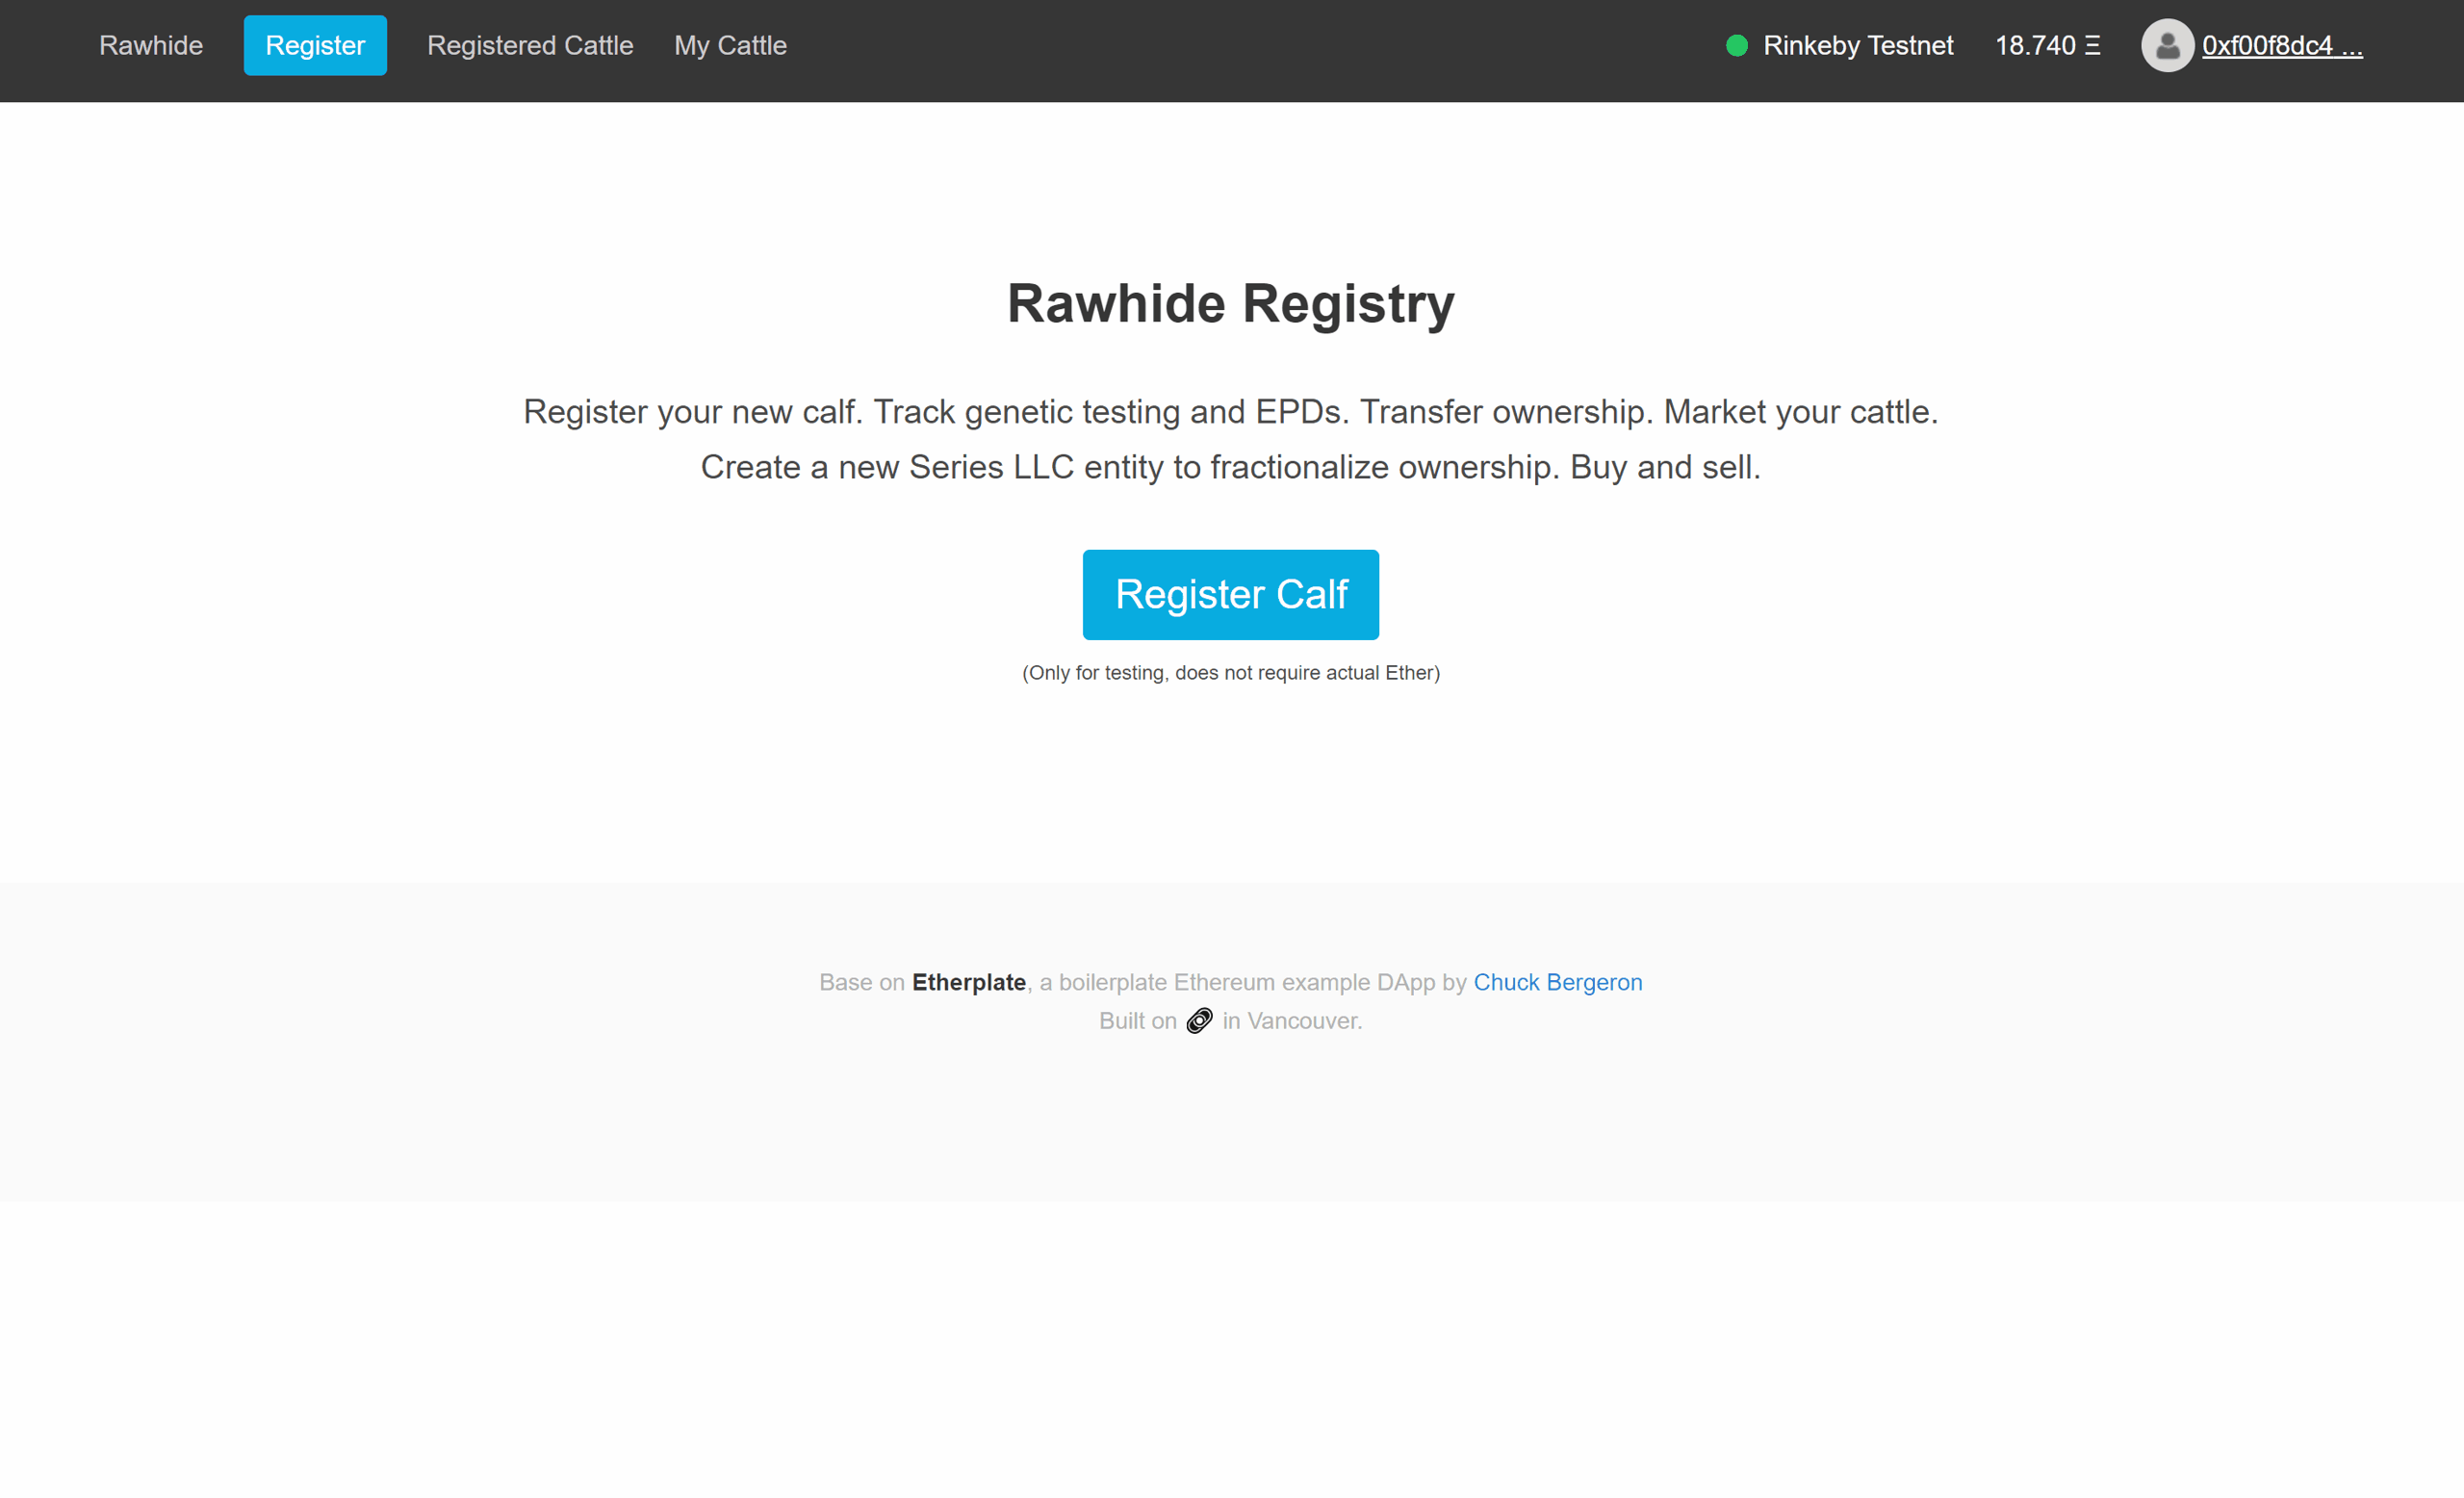 Rawhide Register Registered Cattle My Cattle Rinkeby Testnet 18.740 Ξ 0xf00f8dc4 ...
Rawhide Registry
Register your new calf. Track genetic testing and EPDs. Transfer ownership. Market your cattle.
Create a new Series LLC entity to fractionalize ownership. Buy and sell.
Register Calf
(Only for testing, does not require actual Ether)
Base on Etherplate, a boilerplate Ethereum example DApp by Chuck Bergeron
Built on in Vancouver.